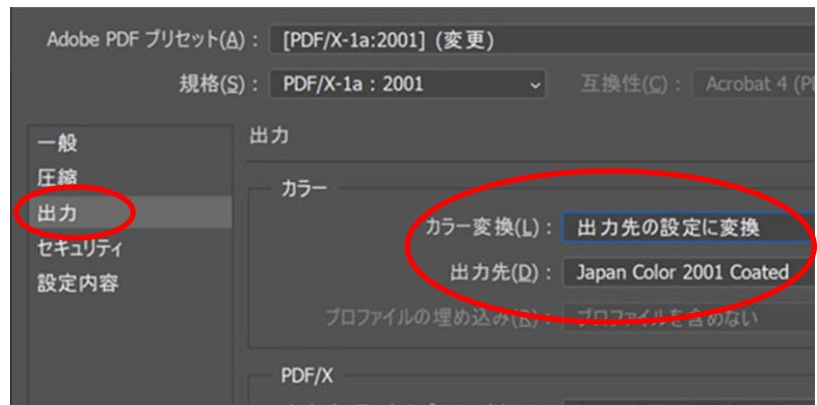 Adobe PDF プリセット(A)： [PDF/X-1a:2001] (変更)
規格(S)： PDF/X-1a : 2001 互換性(C)： Acrobat 4 (
一般
圧縮
出力
セキュリティ
設定内容
出力
カラー
カラー変換(L)： 出力先の設定に変換
出力先(D)： Japan Color 2001 Coated
プロファイルの埋め込み(R)： プロファイルを含めない
PDF/X